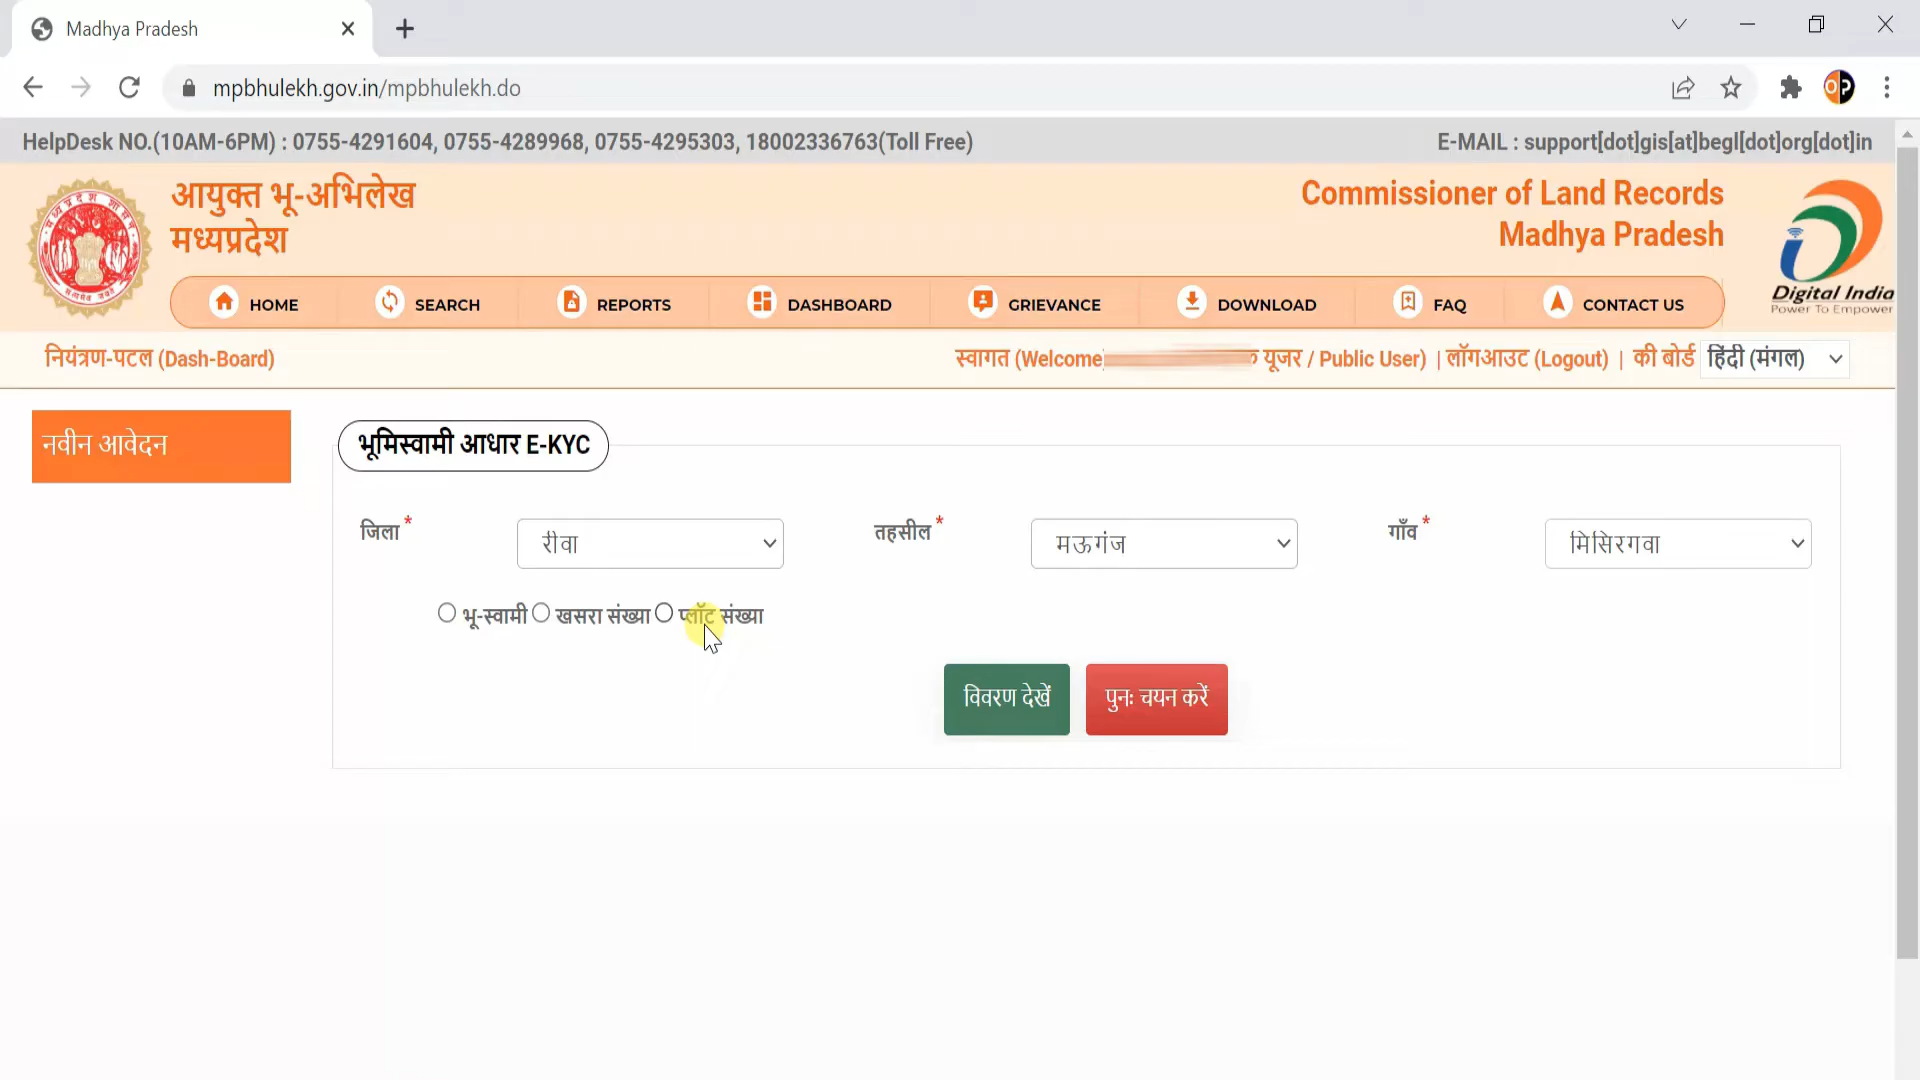 Madhya Pradesh
mpbhulekh.gov.in/mpbhulekh.do
HelpDesk NO.(10AM-6PM) : 0755-4291604, 0755-4289968, 0755-4295303, 18002336763(Toll Free)
E-MAIL : support[dot]gis[at]begl[dot]org[dot]in
आयुक्त भू-अभिलेख
मध्यप्रदेश
Commissioner of Land Records
Madhya Pradesh
Digital India
Power To Empower
HOME
SEARCH
REPORTS
DASHBOARD
GRIEVANCE
DOWNLOAD
FAQ
CONTACT US
नियंत्रण-पटल (Dash-Board)
स्वागत (Welcome यूजर / Public User) | लॉगआउट (Logout) | की बोर्ड हिंदी (मंगल)
नवीन आवेदन
भूमिस्वामी आधार E-KYC
जिला * रीवा
तहसील * मऊगंज
गाँव * मिसिरगवा
भू-स्वामी खसरा संख्या प्लॉट संख्या
विवरण देखें
पुनः चयन करें